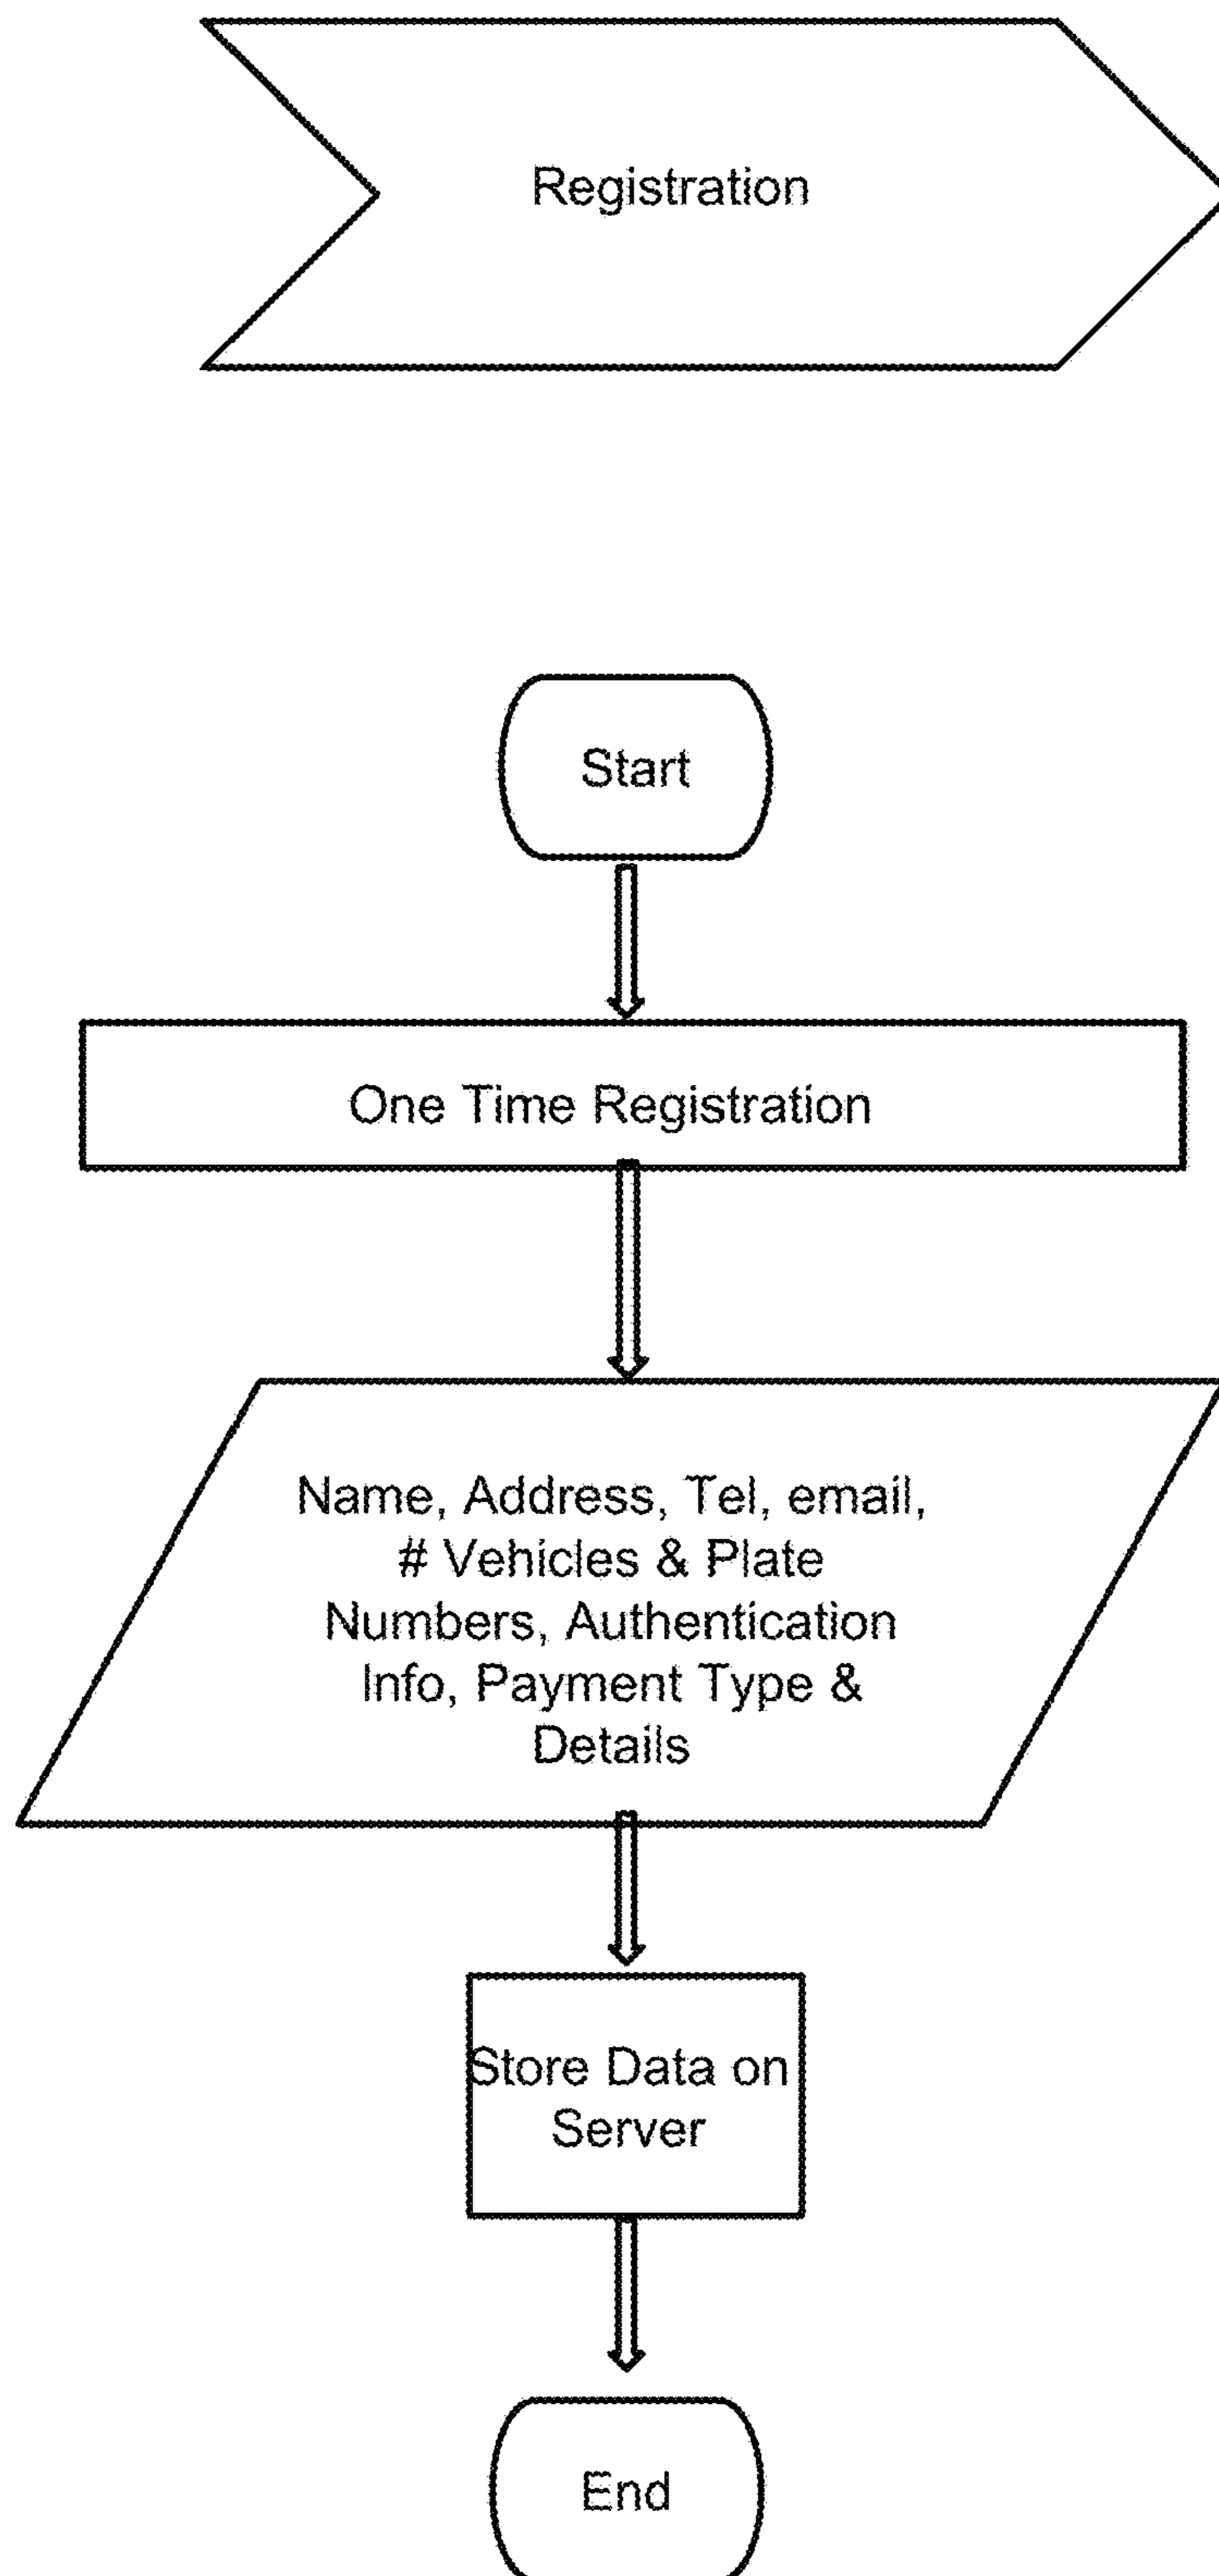 Registration
Start
One Time Registration
Name, Address, Tel, email,
# Vehicles & Plate
Numbers, Authentication
Info, Payment Type &
Details
Store Data on
Server
End